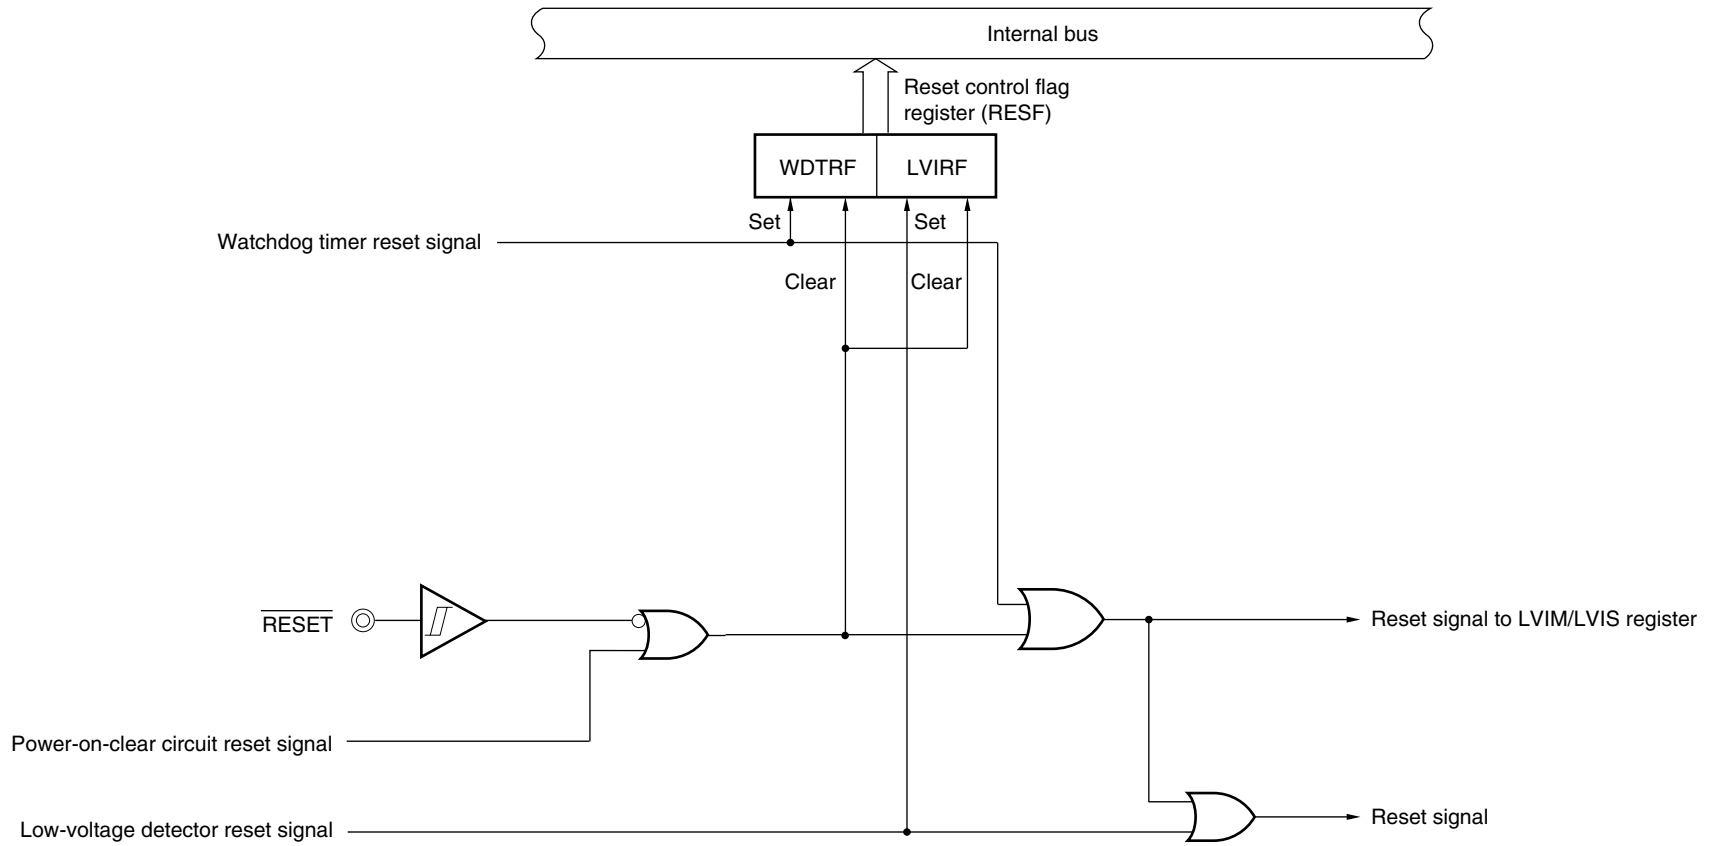 Internal bus
Reset control flag
register (RESF)
WDTRF
LVIRF
Set
Set
Watchdog timer reset signal
Clear
Clear
RESET
Reset signal to LVIM/LVIS register
Power-on-clear circuit reset signal
Low-voltage detector reset signal
Reset signal